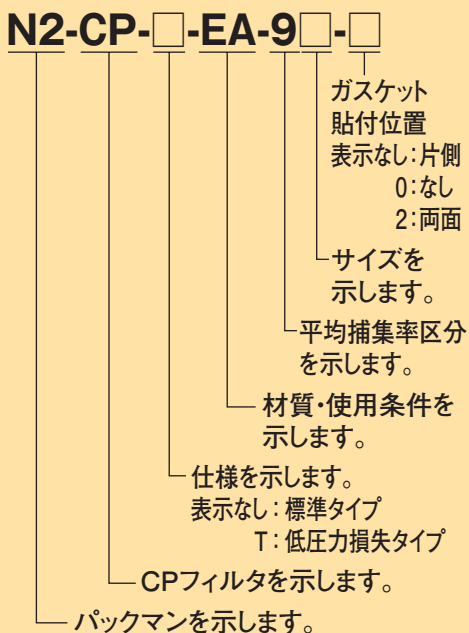 N2-CP-□-EA-9□-□
ガスケット
貼付位置
表示なし：片側
0：なし
2：両面
サイズを
示します。
平均捕集率区分
を示します。
材質・使用条件を
示します。
仕様を示します。
表示なし：標準タイプ
T：低圧力損失タイプ
CPフィルタを示します。
パックマンを示します。